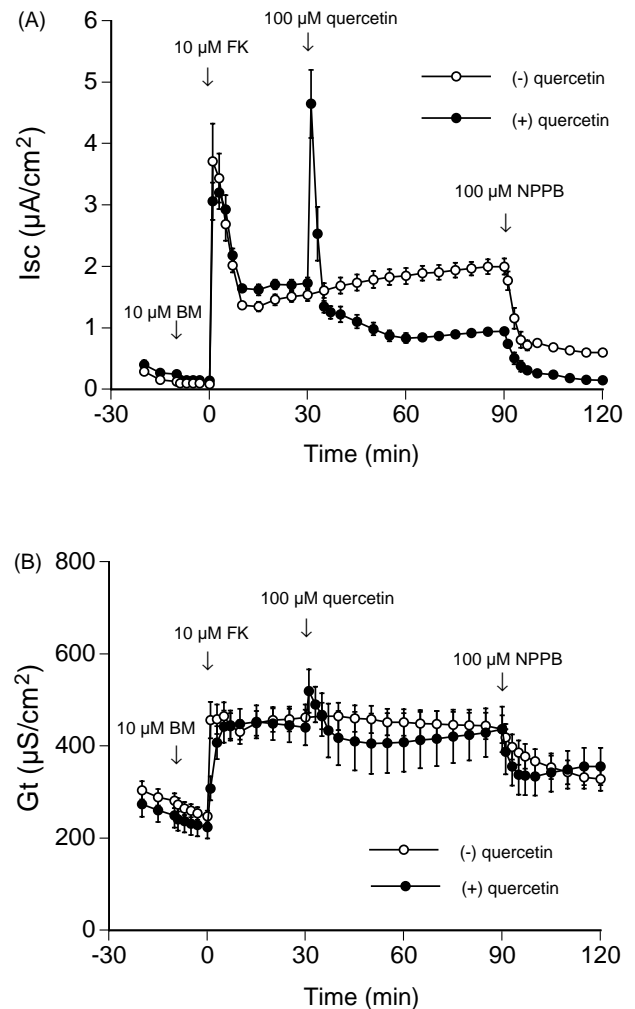 (A)
6
5
4
3
2
1
0
Isc (μA/cm²)
10 μM BM
10 μM FK
100 μM quercetin
100 μM NPPB
(-) quercetin
(+) quercetin
-30
0
30
60
90
120
Time (min)
(B)
800
600
400
200
0
Gt (μS/cm²)
10 μM BM
10 μM FK
100 μM quercetin
100 μM NPPB
(-) quercetin
(+) quercetin
-30
0
30
60
90
120
Time (min)